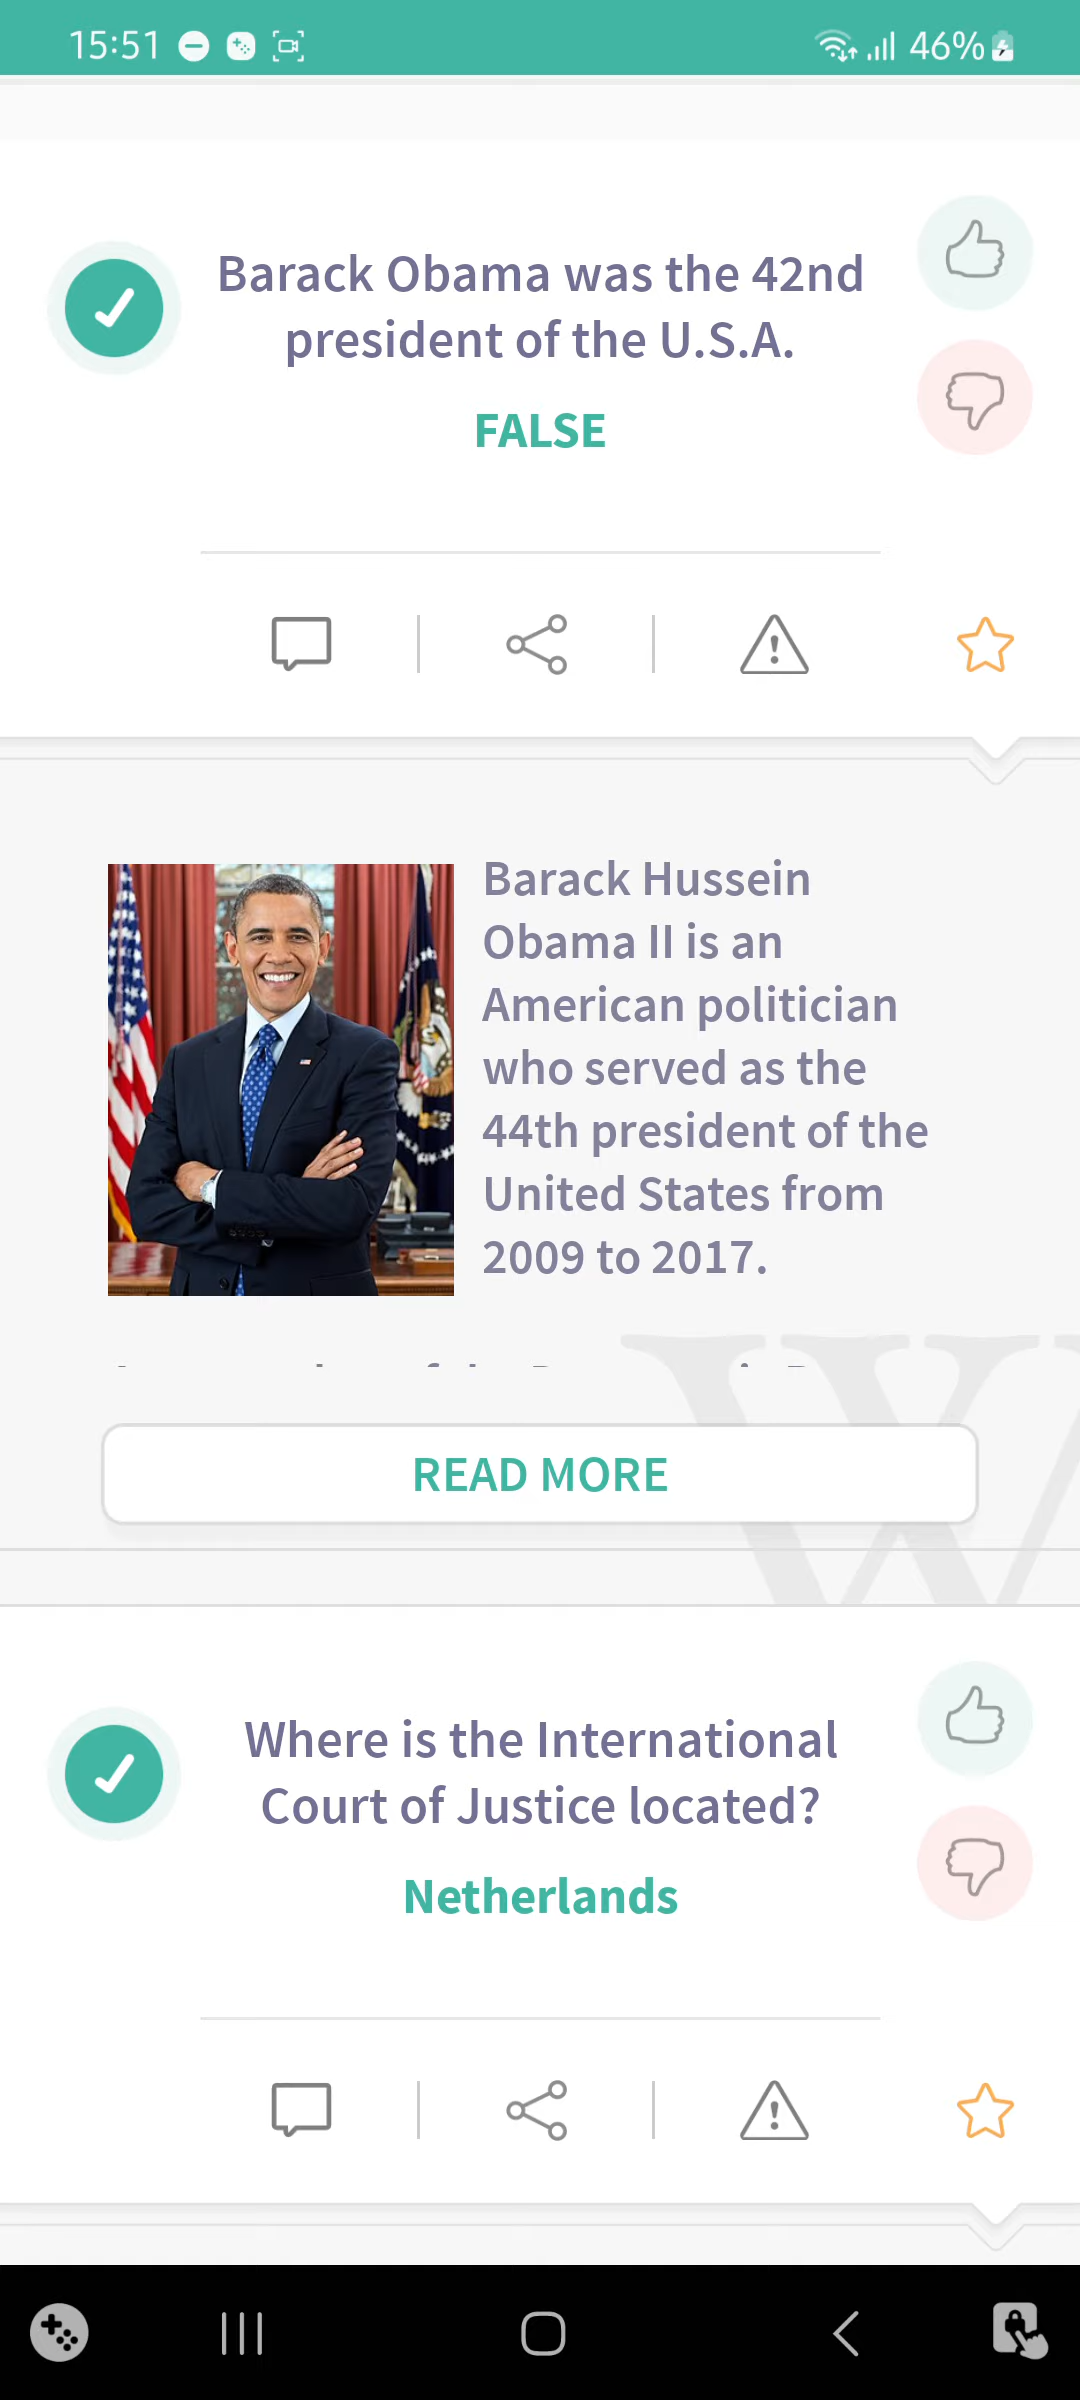 15:51
46%
Barack Obama was the 42nd
president of the U.S.A.
FALSE
Barack Hussein
Obama II is an
American politician
who served as the
44th president of the
United States from
2009 to 2017.
READ MORE
Where is the International
Court of Justice located?
Netherlands